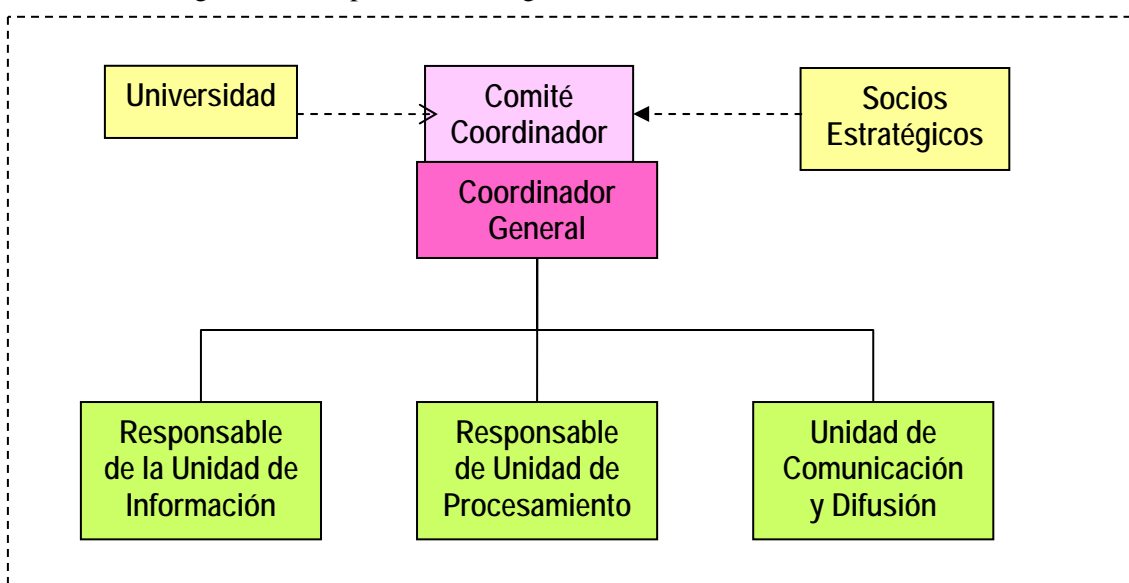 Universidad
Comité
Coordinador
Socios
Estratégicos
Coordinador
General
Responsable
de la Unidad de
Información
Responsable
de Unidad de
Procesamiento
Unidad de
Comunicación
y Difusión